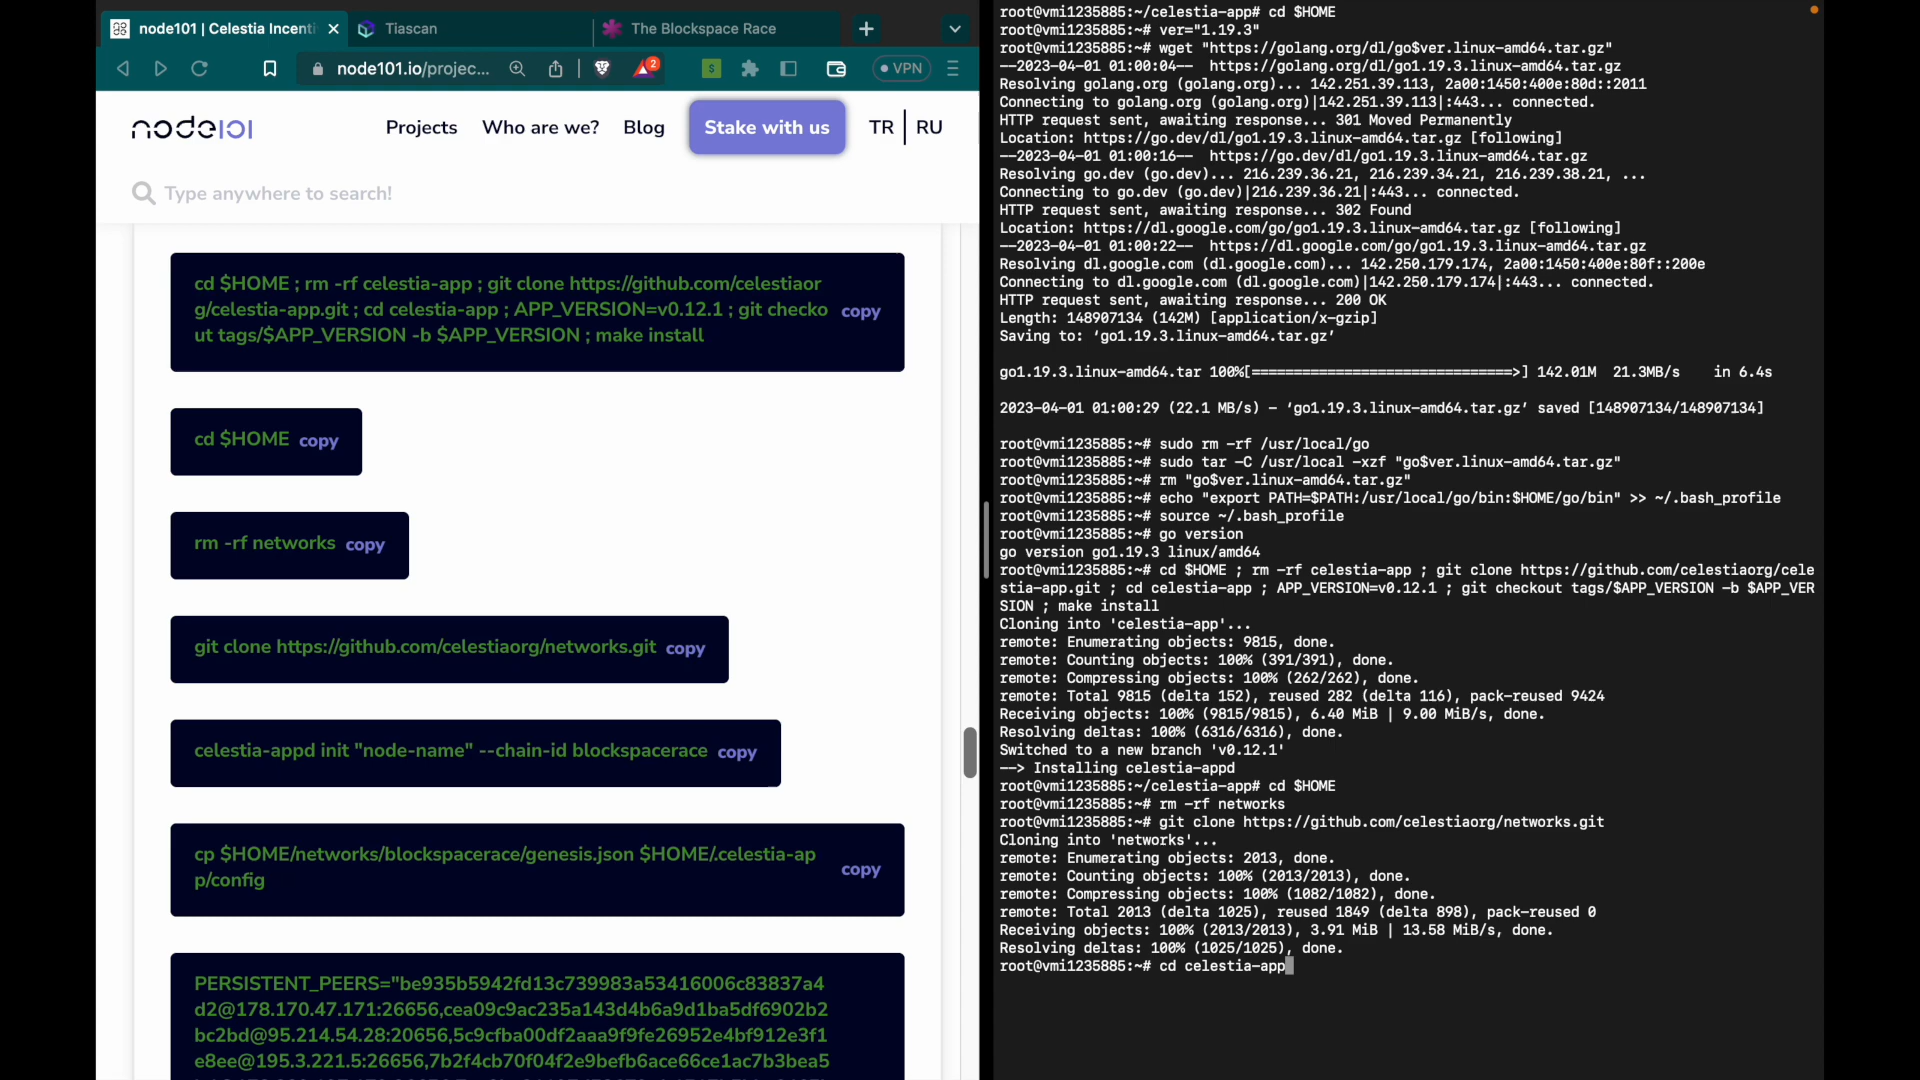 node101 | Celestia Incenti
Tiascan
The Blockspace Race
node101.io/projec...
2
VPN
node101
Projects
Who are we?
Blog
Stake with us
TR
RU
Type anywhere to search!
cd $HOME ; rm -rf celestia-app ; git clone https://github.com/celestiaor
g/celestia-app.git ; cd celestia-app ; APP_VERSION=v0.12.1 ; git checko
ut tags/$APP_VERSION -b $APP_VERSION ; make install
copy
cd $HOME copy
rm -rf networks copy
git clone https://github.com/celestiaorg/networks.git copy
celestia-appd init "node-name" --chain-id blockspacerace copy
cp $HOME/networks/blockspacerace/genesis.json $HOME/.celestia-ap
p/config
copy
PERSISTENT_PEERS="be935b5942fd13c739983a53416006c83837a4
d2@178.170.47.171:26656,cea09c9ac235a143d4b6a9d1ba5df6902b2
bc2bd@95.214.54.28:20656,5c9cfba00df2aaa9f9fe26952e4bf912e3f1
e8ee@195.3.221.5:26656,7b2f4cb70f04f2e9befb6ace66ce1ac7b3bea5
root@vmi1235885:~/celestia-app# cd $HOME
root@vmi1235885:~# ver="1.19.3"
root@vmi1235885:~# wget "https://golang.org/dl/go$ver.linux-amd64.tar.gz"
--2023-04-01 01:00:04--  https://golang.org/dl/go1.19.3.linux-amd64.tar.gz
Resolving golang.org (golang.org)... 142.251.39.113, 2a00:1450:400e:80d::2011
Connecting to golang.org (golang.org)|142.251.39.113|:443... connected.
HTTP request sent, awaiting response... 301 Moved Permanently
Location: https://go.dev/dl/go1.19.3.linux-amd64.tar.gz [following]
--2023-04-01 01:00:16--  https://go.dev/dl/go1.19.3.linux-amd64.tar.gz
Resolving go.dev (go.dev)... 216.239.36.21, 216.239.34.21, 216.239.38.21, ...
Connecting to go.dev (go.dev)|216.239.36.21|:443... connected.
HTTP request sent, awaiting response... 302 Found
Location: https://dl.google.com/go/go1.19.3.linux-amd64.tar.gz [following]
--2023-04-01 01:00:22--  https://dl.google.com/go/go1.19.3.linux-amd64.tar.gz
Resolving dl.google.com (dl.google.com)... 142.250.179.174, 2a00:1450:400e:80f::200e
Connecting to dl.google.com (dl.google.com)|142.250.179.174|:443... connected.
HTTP request sent, awaiting response... 200 OK
Length: 148907134 (142M) [application/x-gzip]
Saving to: ‘go1.19.3.linux-amd64.tar.gz’
go1.19.3.linux-amd64.tar 100%[===============================>] 142.01M  21.3MB/s    in 6.4s
2023-04-01 01:00:29 (22.1 MB/s) - ‘go1.19.3.linux-amd64.tar.gz’ saved [148907134/148907134]
root@vmi1235885:~# sudo rm -rf /usr/local/go
root@vmi1235885:~# sudo tar -C /usr/local -xzf "go$ver.linux-amd64.tar.gz"
root@vmi1235885:~# rm "go$ver.linux-amd64.tar.gz"
root@vmi1235885:~# echo "export PATH=$PATH:/usr/local/go/bin:$HOME/go/bin" >> ~/.bash_profile
root@vmi1235885:~# source ~/.bash_profile
root@vmi1235885:~# go version
go version go1.19.3 linux/amd64
root@vmi1235885:~# cd $HOME ; rm -rf celestia-app ; git clone https://github.com/celestiaorg/cele
stia-app.git ; cd celestia-app ; APP_VERSION=v0.12.1 ; git checkout tags/$APP_VERSION -b $APP_VER
SION ; make install
Cloning into 'celestia-app'...
remote: Enumerating objects: 9815, done.
remote: Counting objects: 100% (391/391), done.
remote: Compressing objects: 100% (262/262), done.
remote: Total 9815 (delta 152), reused 282 (delta 116), pack-reused 9424
Receiving objects: 100% (9815/9815), 6.40 MiB | 9.00 MiB/s, done.
Resolving deltas: 100% (6316/6316), done.
Switched to a new branch 'v0.12.1'
--> Installing celestia-appd
root@vmi1235885:~/celestia-app# cd $HOME
root@vmi1235885:~# rm -rf networks
root@vmi1235885:~# git clone https://github.com/celestiaorg/networks.git
Cloning into 'networks'...
remote: Enumerating objects: 2013, done.
remote: Counting objects: 100% (2013/2013), done.
remote: Compressing objects: 100% (1082/1082), done.
remote: Total 2013 (delta 1025), reused 1849 (delta 898), pack-reused 0
Receiving objects: 100% (2013/2013), 3.91 MiB | 13.58 MiB/s, done.
Resolving deltas: 100% (1025/1025), done.
root@vmi1235885:~# cd celestia-app